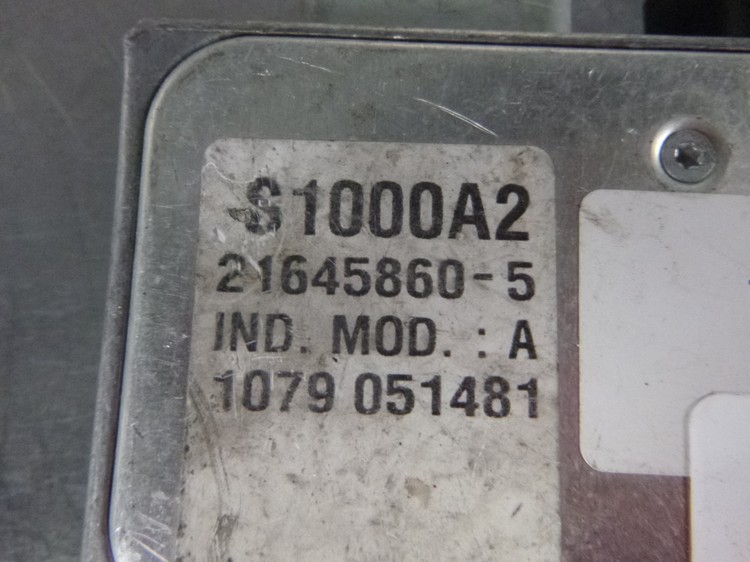 S1000A2
21645860-5
IND. MOD. : A
1079 051481